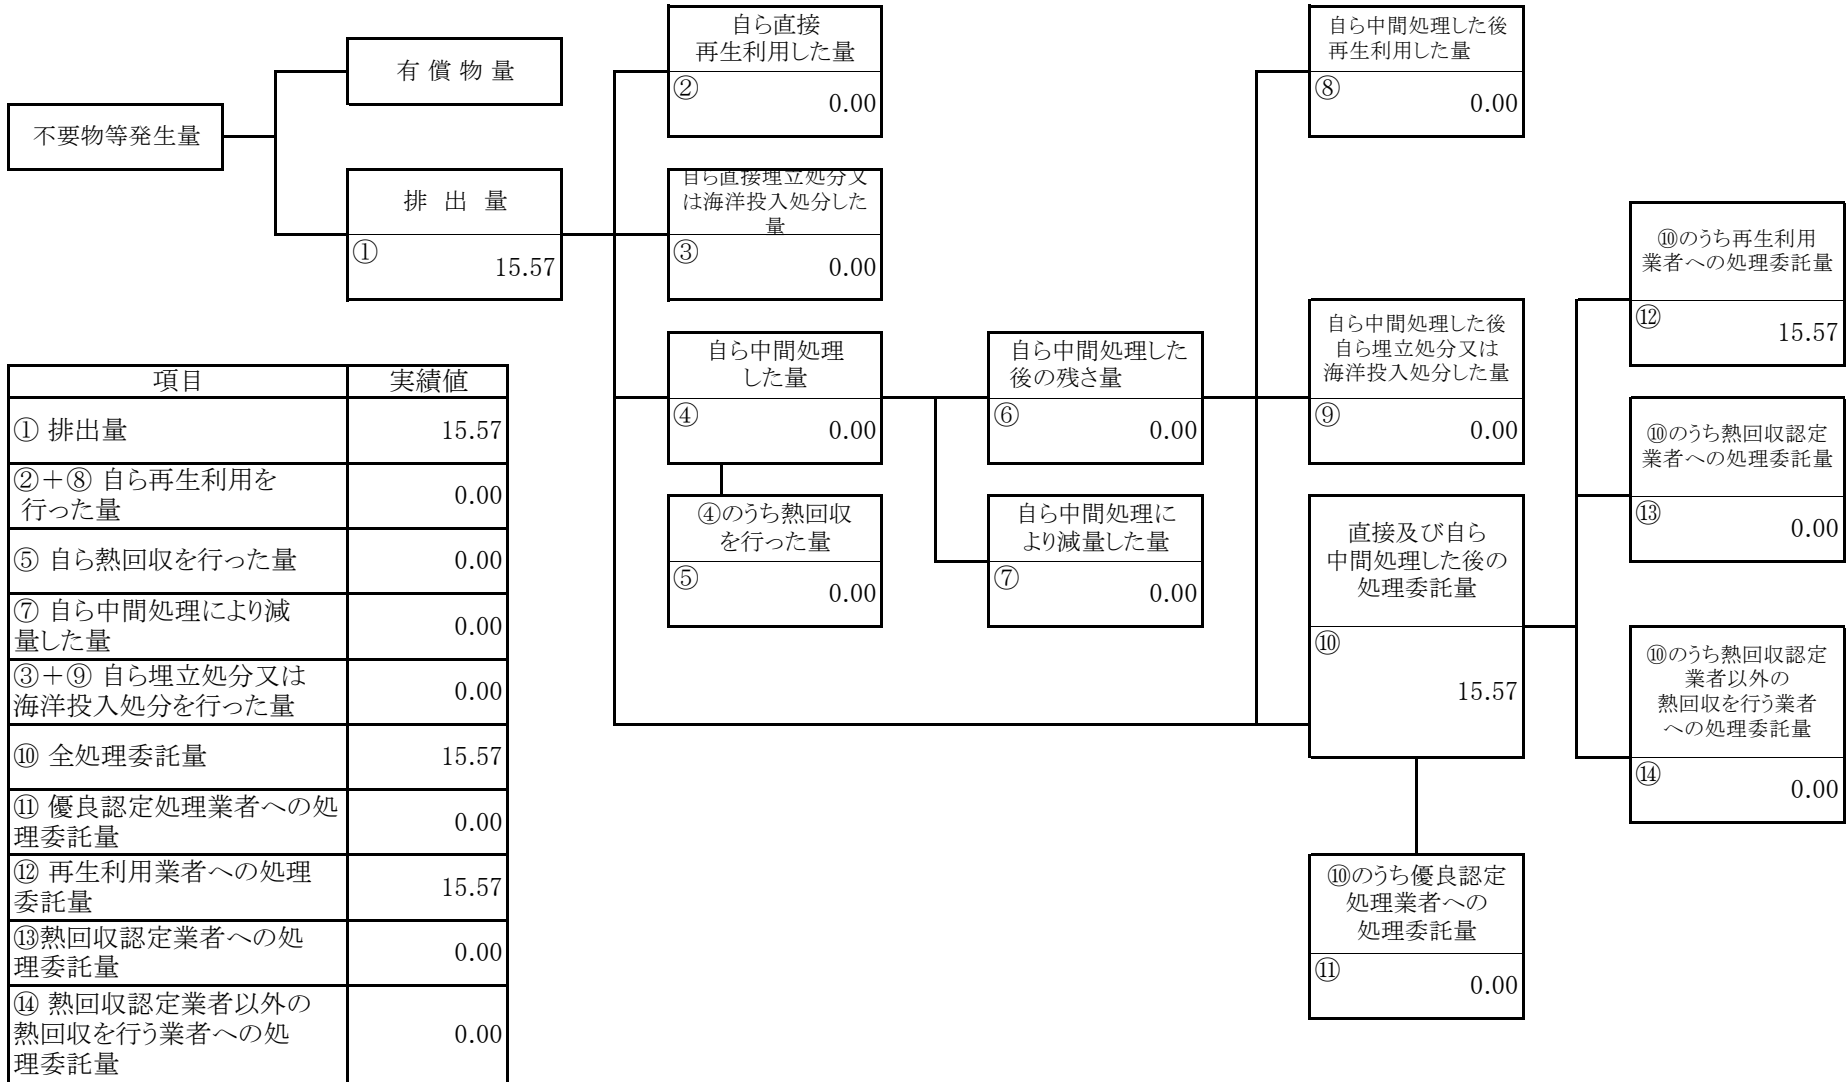 不要物等発生量
有 償 物 量
排 出 量
①
15.57
自ら直接
再生利用した量
②
0.00
自ら直接埋立処分又
は海洋投入処分した
量
③
0.00
自ら中間処理
した量
④
0.00
④のうち熱回収
を行った量
⑤
0.00
自ら中間処理した
後の残さ量
⑥
0.00
自ら中間処理に
より減量した量
⑦
0.00
自ら中間処理した後
再生利用した量
⑧
0.00
自ら中間処理した後
自ら埋立処分又は
海洋投入処分した量
⑨
0.00
直接及び自ら
中間処理した後の
処理委託量
⑩
15.57
⑩のうち優良認定
処理業者への
処理委託量
⑪
0.00
⑩のうち再生利用
業者への処理委託量
⑫
15.57
⑩のうち熱回収認定
業者への処理委託量
⑬
0.00
⑩のうち熱回収認定
業者以外の
熱回収を行う業者
への処理委託量
⑭
0.00
項目 実績値
① 排出量 15.57
②＋⑧ 自ら再生利用を
行った量 0.00
⑤ 自ら熱回収を行った量 0.00
⑦ 自ら中間処理により減
量した量 0.00
③＋⑨ 自ら埋立処分又は
海洋投入処分を行った量 0.00
⑩ 全処理委託量 15.57
⑪ 優良認定処理業者への処
理委託量 0.00
⑫ 再生利用業者への処理
委託量 15.57
⑬熱回収認定業者への処
理委託量 0.00
⑭ 熱回収認定業者以外の
熱回収を行う業者への処
理委託量 0.00